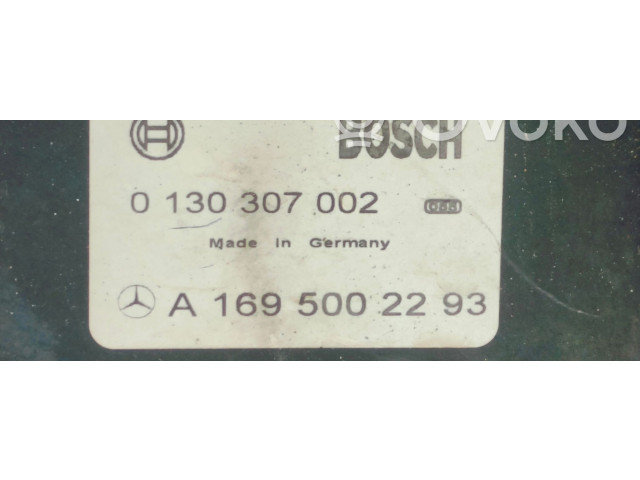 BOSCH
0 130 307 002
Made in Germany
A 169 500 22 93